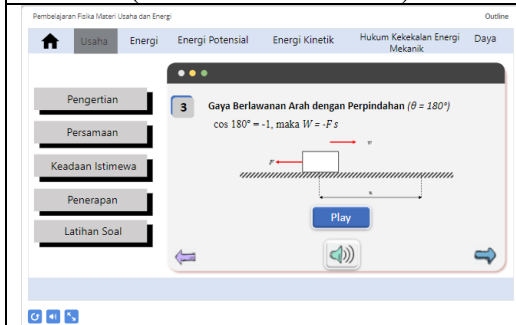 Pembelajaran Fisika Materi Usaha dan Energi
Outline
Usaha
Energi
Energi Potensial
Energi Kinetik
Hukum Kekekalan Energi
Mekanik
Daya
Pengertian
Persamaan
Keadaan Istimewa
Penerapan
Latihan Soal
3
Gaya Berlawanan Arah dengan Perpindahan (θ = 180°)
cos 180° = -1, maka W = -F s
v
F
s
Play